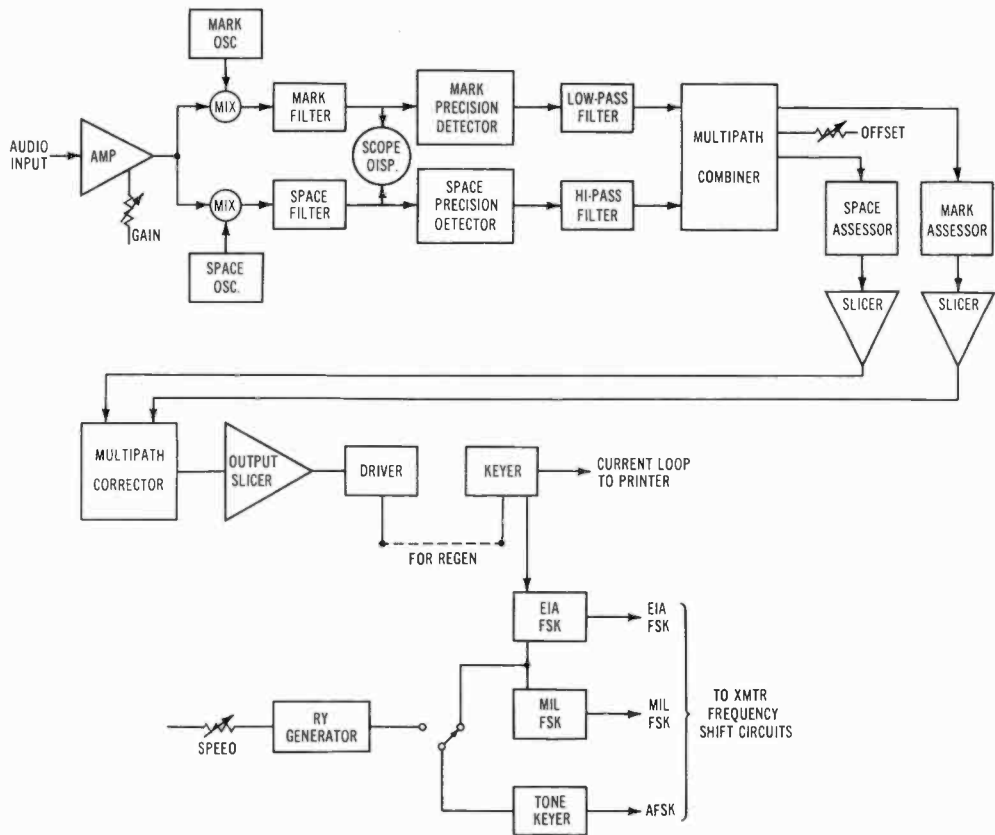 MARK
OSC
MIX
MARK
FILTER
MARK
PRECISION
DETECTOR
LOW-PASS
FILTER
MULTIPATH
COMBINER
OFFSET
AUDIO
INPUT
AMP
GAIN
SCOPE
DISP.
MIX
SPACE
FILTER
SPACE
PRECISION
OETECTOR
HI-PASS
FILTER
SPACE
OSC.
SPACE
ASSESSOR
MARK
ASSESSOR
SLICER
SLICER
MULTIPATH
CORRECTOR
OUTPUT
SLICER
DRIVER
KEYER
CURRENT LOOP
TO PRINTER
FOR REGEN
EIA
FSK
EIA
FSK
MIL
FSK
MIL
FSK
TO XMTR
FREQUENCY
SHIFT CIRCUITS
SPEEO
RY
GENERATOR
TONE
KEYER
AFSK